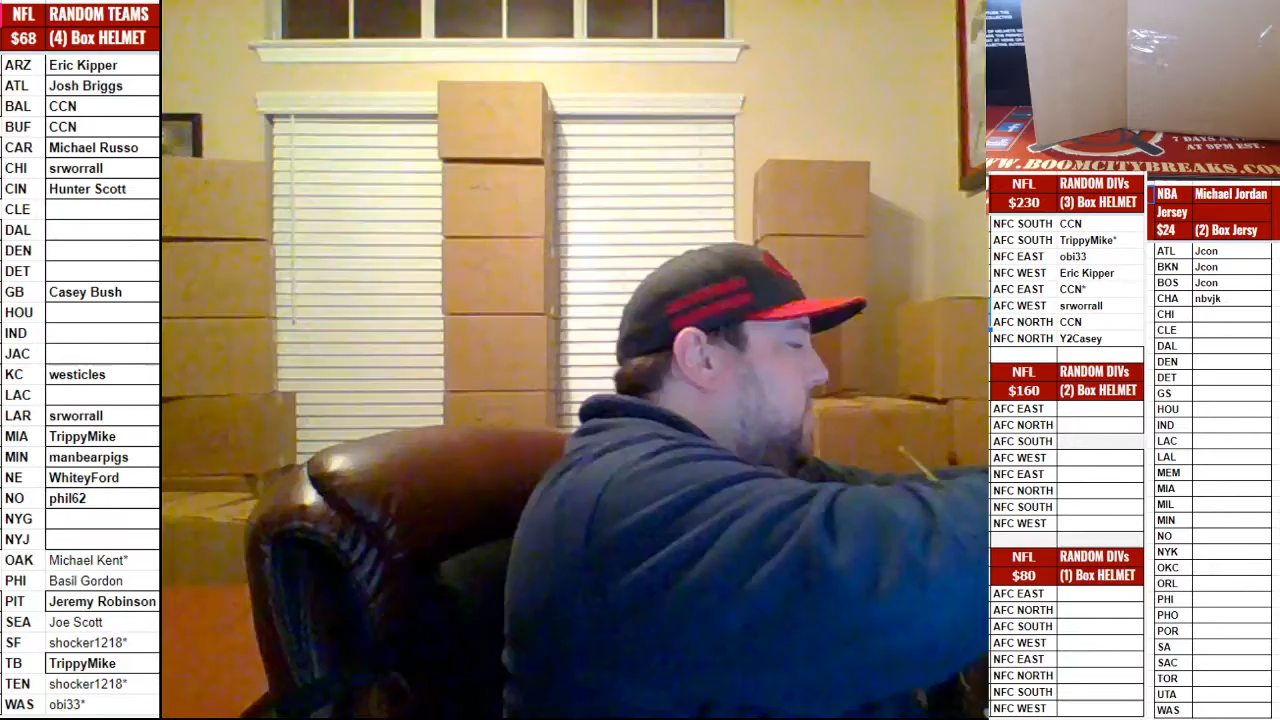 NFL RANDOM TEAMS
$68 (4) Box HELMET
ARZ Eric Kipper
ATL Josh Briggs
BAL CCN
BUF CCN
CAR Michael Russo
CHI srworrall
CIN Hunter Scott
CLE
DAL
DEN
DET
GB Casey Bush
HOU
IND
JAC
KC westicles
LAC
LAR srworrall
MIA TrippyMike
MIN manbearpigs
NE WhiteyFord
NO phil62
NYG
NYJ
OAK Michael Kent*
PHI Basil Gordon
PIT Jeremy Robinson
SEA Joe Scott
SF shocker1218*
TB TrippyMike
TEN shocker1218*
WAS obi33*
7 DAYS A
AT 9PM EST.
WWW.BOOMCITYBREAKS.CO
NFL RANDOM DIVs
$230 (3) Box HELMET
NFC SOUTH CCN
AFC SOUTH TrippyMike*
NFC EAST obi33
NFC WEST Eric Kipper
AFC EAST CCN*
AFC WEST srworrall
AFC NORTH CCN
NFC NORTH Y2Casey
NFL RANDOM DIVs
$160 (2) Box HELMET
AFC EAST
AFC NORTH
AFC SOUTH
AFC WEST
NFC EAST
NFC NORTH
NFC SOUTH
NFC WEST
NFL RANDOM DIVs
$80 (1) Box HELMET
AFC EAST
AFC NORTH
AFC SOUTH
AFC WEST
NFC EAST
NFC NORTH
NFC SOUTH
NFC WEST
NBA Michael Jordan
Jersey
$24 (2) Box Jersy
ATL Jcon
BKN Jcon
BOS Jcon
CHA nbvjk
CHI
CLE
DAL
DEN
DET
GS
HOU
IND
LAC
LAL
MEM
MIA
MIL
MIN
NO
NYK
OKC
ORL
PHI
PHO
POR
SA
SAC
TOR
UTA
WAS